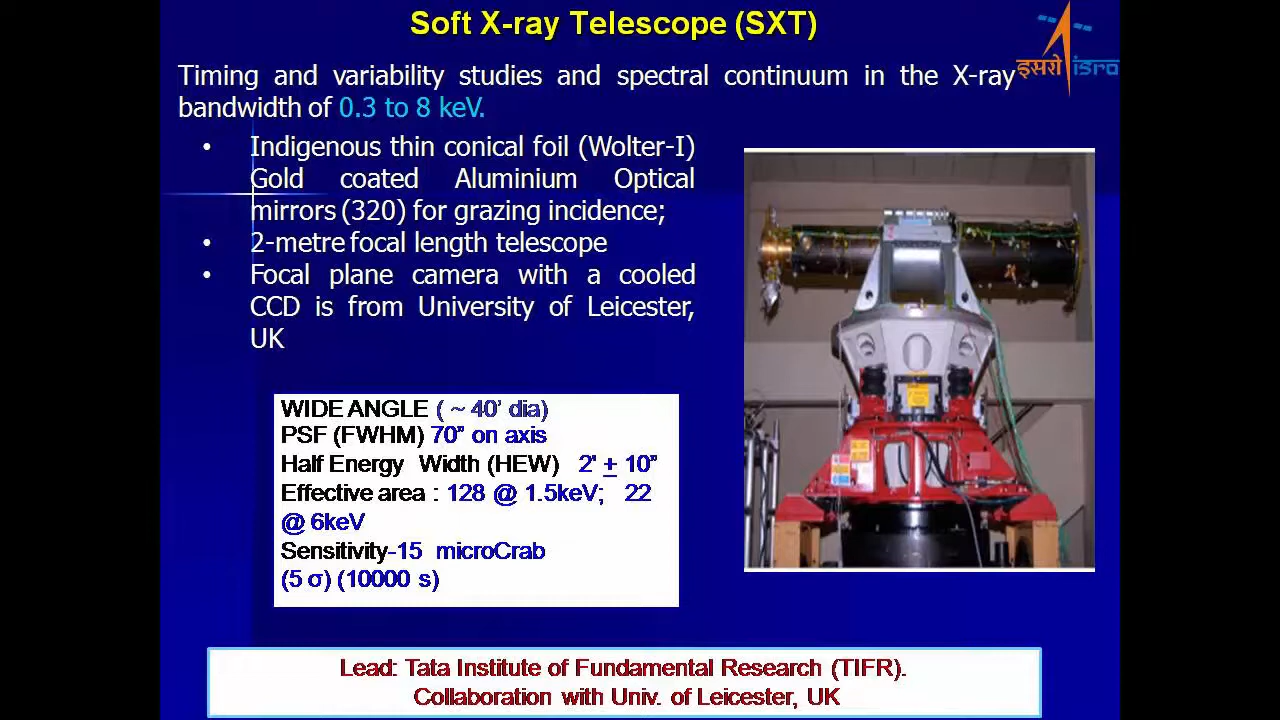 Soft X-ray Telescope (SXT)
इसरो isro
Timing and variability studies and spectral continuum in the X-ray
bandwidth of 0.3 to 8 keV.
• Indigenous thin conical foil (Wolter-I)
Gold coated Aluminium Optical
mirrors (320) for grazing incidence;
• 2-metre focal length telescope
• Focal plane camera with a cooled
CCD is from University of Leicester,
UK
WIDE ANGLE ( ~ 40’ dia)
PSF (FWHM) 70” on axis
Half Energy Width (HEW) 2' ± 10”
Effective area : 128 @ 1.5keV; 22
@ 6keV
Sensitivity-15 microCrab
(5 σ) (10000 s)
Lead: Tata Institute of Fundamental Research (TIFR).
Collaboration with Univ. of Leicester, UK